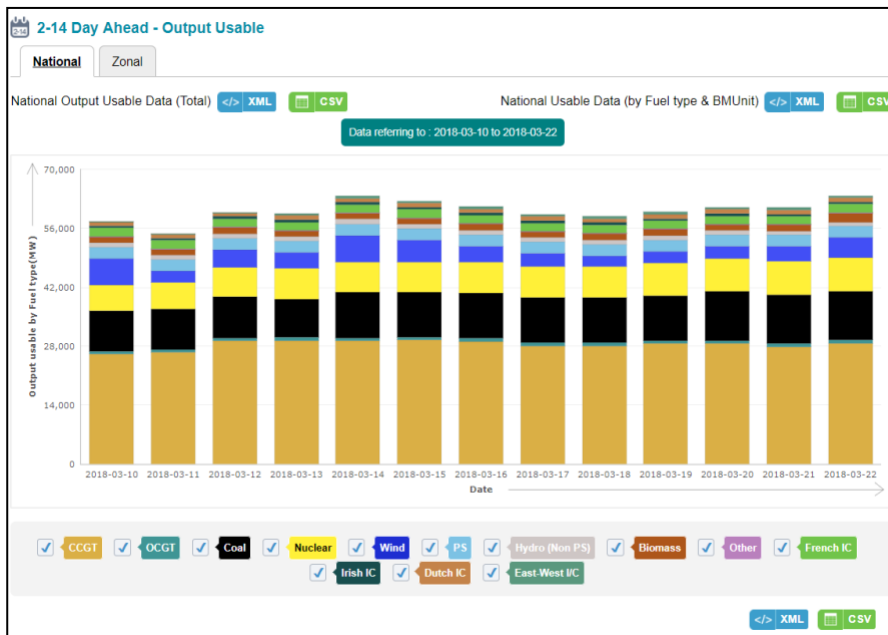 2-14
2-14 Day Ahead - Output Usable
National Zonal
National Output Usable Data (Total) </> XML CSV National Usable Data (by Fuel type & BMUnit) </> XML CSV
Data referring to : 2018-03-10 to 2018-03-22
70,000
56,000
42,000
28,000
14,000
0
Output usable by Fuel type(MW)
2018-03-10 2018-03-11 2018-03-12 2018-03-13 2018-03-14 2018-03-15 2018-03-16 2018-03-17 2018-03-18 2018-03-19 2018-03-20 2018-03-21 2018-03-22
Date
CCGT OCGT Coal Nuclear Wind PS Hydro (Non PS) Biomass Other French IC
Irish IC Dutch IC East-West I/C
</> XML CSV